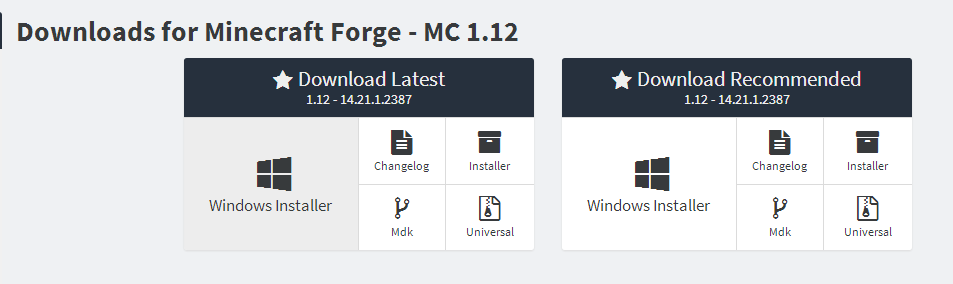 Downloads for Minecraft Forge - MC 1.12
Download Latest
1.12 - 14.21.1.2387
Windows Installer
Changelog
Installer
Mdk
Universal
Download Recommended
1.12 - 14.21.1.2387
Windows Installer
Changelog
Installer
Mdk
Universal